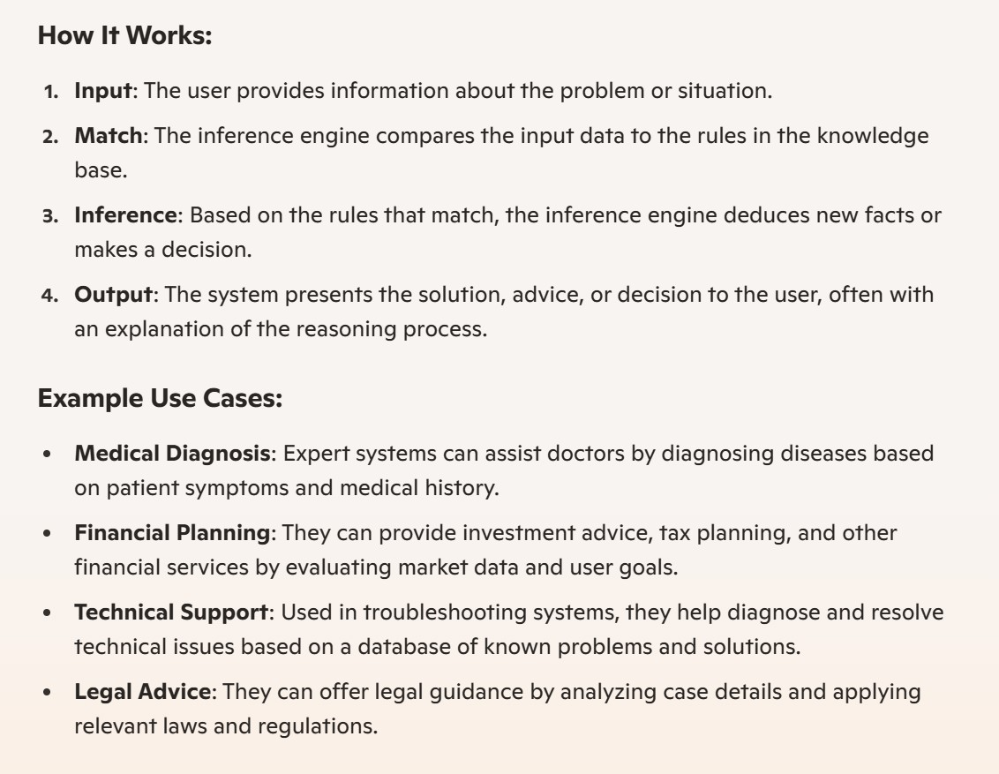 How It Works:
1. Input: The user provides information about the problem or situation.
2. Match: The inference engine compares the input data to the rules in the knowledge
base.
3. Inference: Based on the rules that match, the inference engine deduces new facts or
makes a decision.
4. Output: The system presents the solution, advice, or decision to the user, often with
an explanation of the reasoning process.
Example Use Cases:
• Medical Diagnosis: Expert systems can assist doctors by diagnosing diseases based
on patient symptoms and medical history.
• Financial Planning: They can provide investment advice, tax planning, and other
financial services by evaluating market data and user goals.
• Technical Support: Used in troubleshooting systems, they help diagnose and resolve
technical issues based on a database of known problems and solutions.
• Legal Advice: They can offer legal guidance by analyzing case details and applying
relevant laws and regulations.